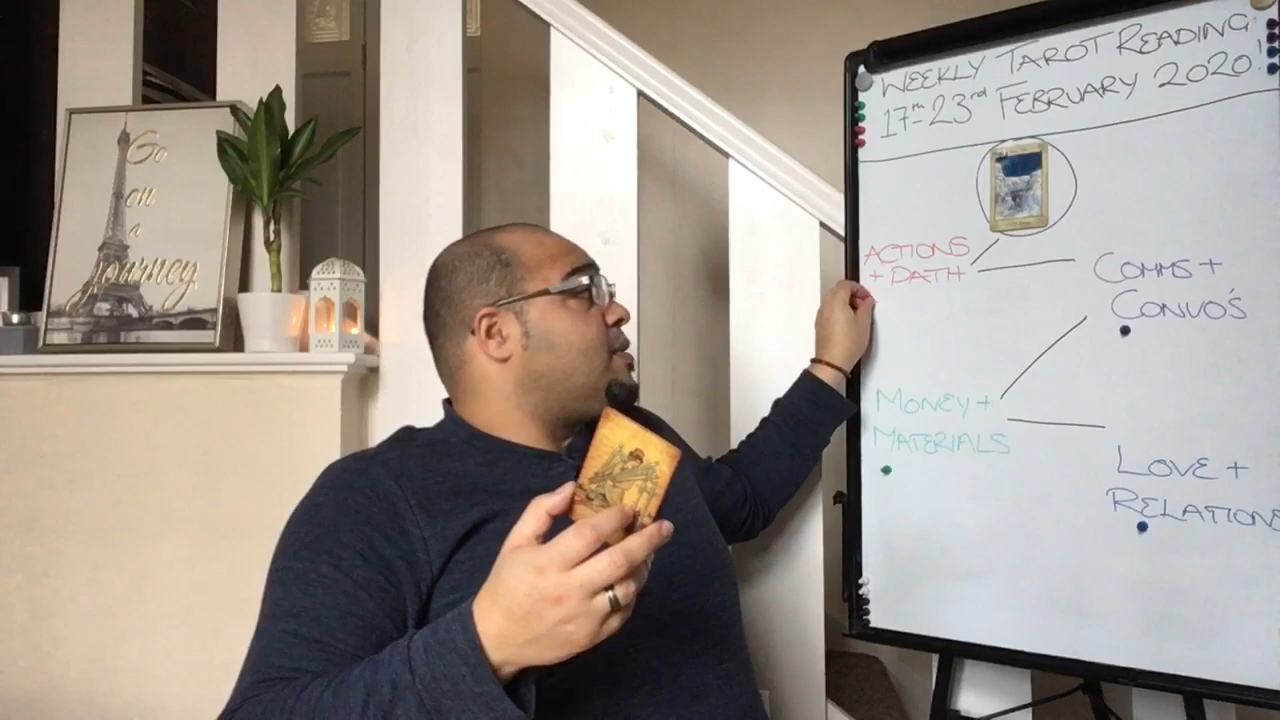 Go
on
a
journey
WEEKLY TAROT READING:
17TH-23rd FEBRUARY 2020!
ACTIONS
+ PATH
COMMS +
CONVO'S
MONEY +
MATERIALS
LOVE +
RELATIONS